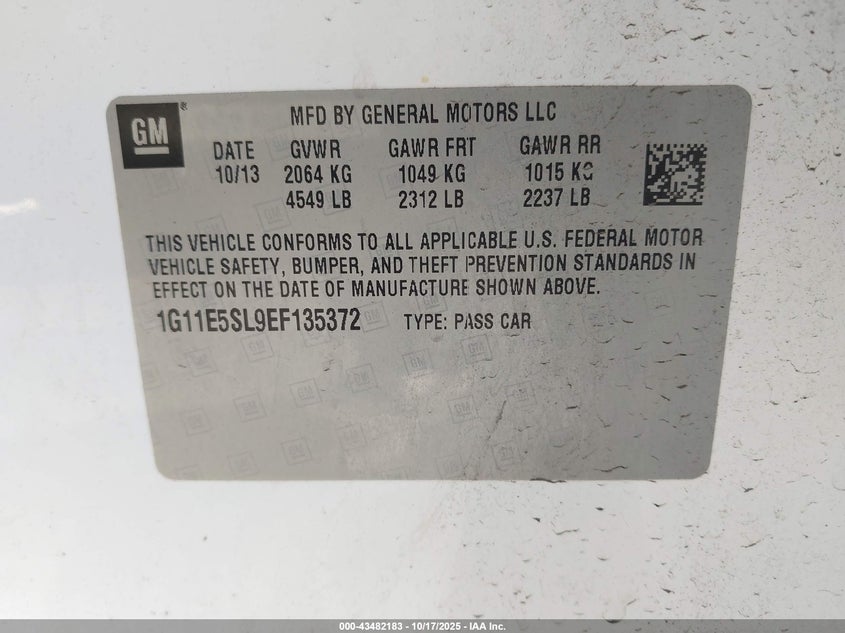 GM ®
MFD BY GENERAL MOTORS LLC
DATE GVWR GAWR FRT GAWR RR
10/13 2064 KG 1049 KG 1015 KG
4549 LB 2312 LB 2237 LB
THIS VEHICLE CONFORMS TO ALL APPLICABLE U.S. FEDERAL MOTOR
VEHICLE SAFETY, BUMPER, AND THEFT PREVENTION STANDARDS IN
EFFECT ON THE DATE OF MANUFACTURE SHOWN ABOVE.
1G11E5SL9EF135372 TYPE: PASS CAR
000-43482183 - 10/17/2025 - IAA Inc.